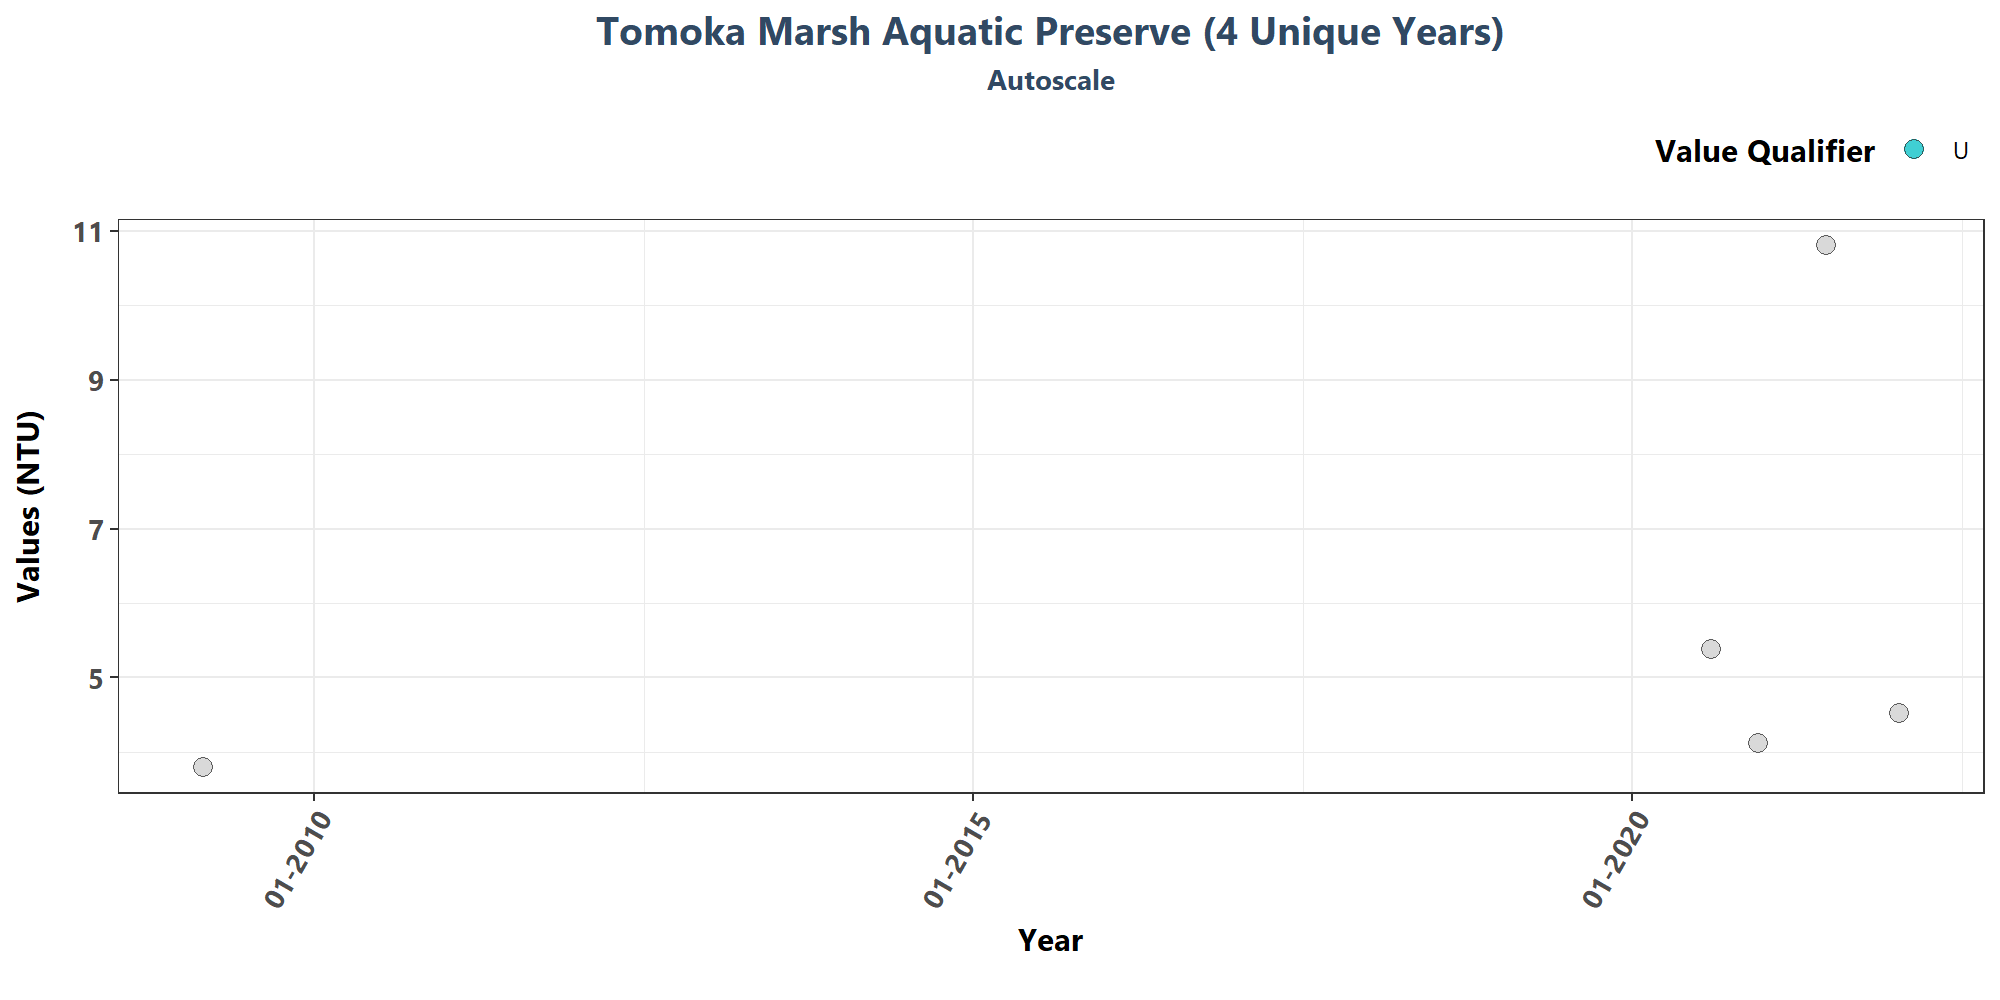 Tomoka Marsh Aquatic Preserve (4 Unique Years)
Autoscale
Value Qualifier U
11
9
7
5
Values (NTU)
01-2010
01-2015
01-2020
Year